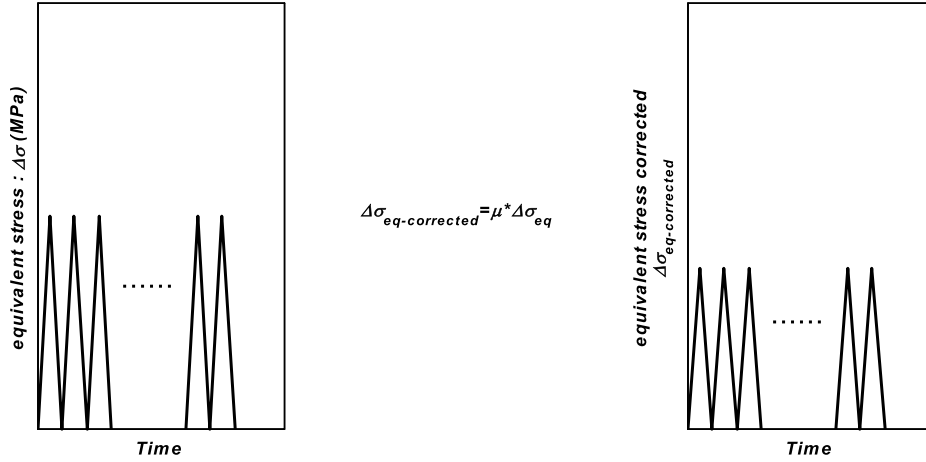 equivalent stress : Δσ (MPa)
Time
Δσeq-corrected=μ*Δσeq
equivalent stress corrected
Δσeq-corrected
Time